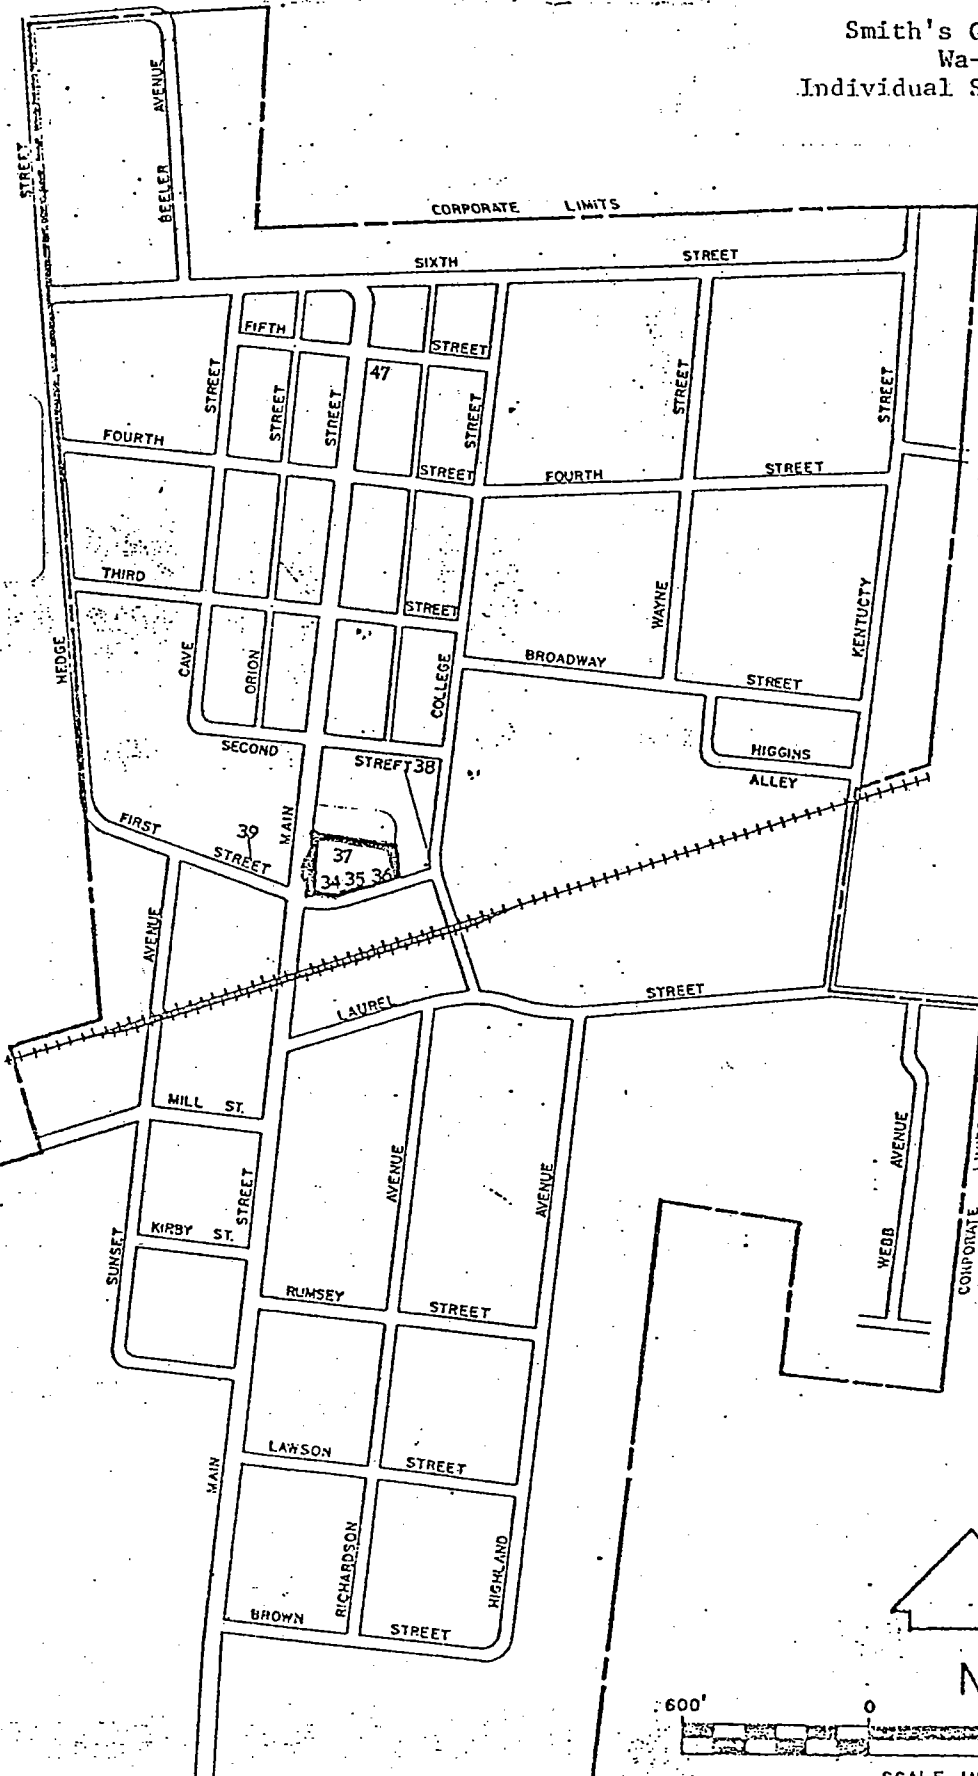 Smith's G
Wa-
Individual S
STREET
BEELER AVENUE
CORPORATE LIMITS
SIXTH STREET
FIFTH STREET
47
STREET
STREET
STREET
STREET
STREET
STREET
FOURTH STREET
FOURTH STREET
THIRD STREET
HEDGE
CAVE
ORION
COLLEGE
WAYNE
KENTUCTY
BROADWAY STREET
SECOND STREET
38
HIGGINS
ALLEY
MAIN
FIRST STREET
39
37
34 35 36
AVENUE
LAUREL STREET
MILL ST.
STREET
AVENUE
AVENUE
AVENUE
WEBB
CORPORATE
KIRBY ST.
SUNSET
RUMSEY STREET
LAWSON STREET
MAIN
RICHARDSON
HIGHLAND
BROWN STREET
N
600' 0